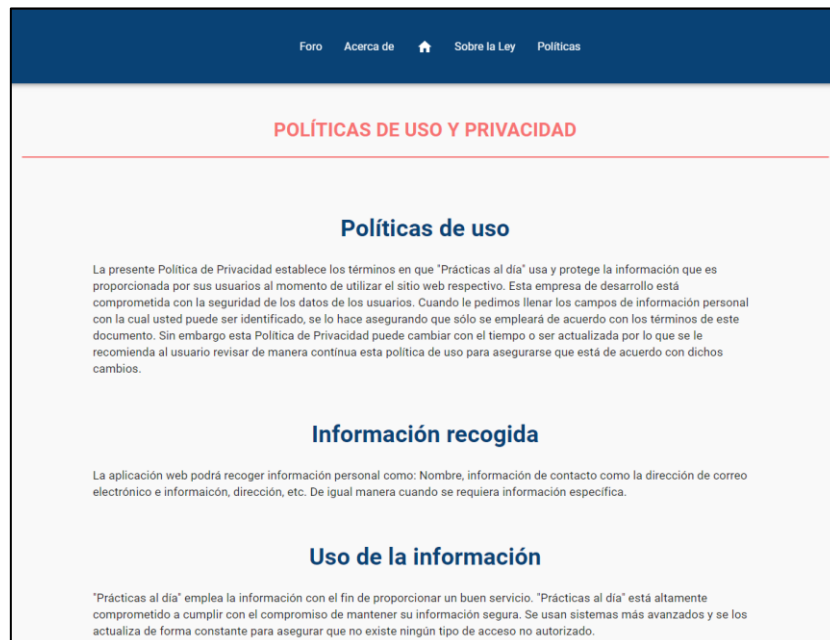 Foro Acerca de Sobre la Ley Políticas
POLÍTICAS DE USO Y PRIVACIDAD
Políticas de uso
La presente Política de Privacidad establece los términos en que "Prácticas al día" usa y protege la información que es
proporcionada por sus usuarios al momento de utilizar el sitio web respectivo. Esta empresa de desarrollo está
comprometida con la seguridad de los datos de los usuarios. Cuando le pedimos llenar los campos de información personal
con la cual usted puede ser identificado, se lo hace asegurando que sólo se empleará de acuerdo con los términos de este
documento. Sin embargo esta Política de Privacidad puede cambiar con el tiempo o ser actualizada por lo que se le
recomienda al usuario revisar de manera contínua esta política de uso para asegurarse que está de acuerdo con dichos
cambios.
Información recogida
La aplicación web podrá recoger información personal como: Nombre, información de contacto como la dirección de correo
electrónico e informaicón, dirección, etc. De igual manera cuando se requiera información específica.
Uso de la información
"Prácticas al día" emplea la información con el fin de proporcionar un buen servicio. "Prácticas al día" está altamente
comprometido a cumplir con el compromiso de mantener su información segura. Se usan sistemas más avanzados y se los
actualiza de forma constante para asegurar que no existe ningún tipo de acceso no autorizado.